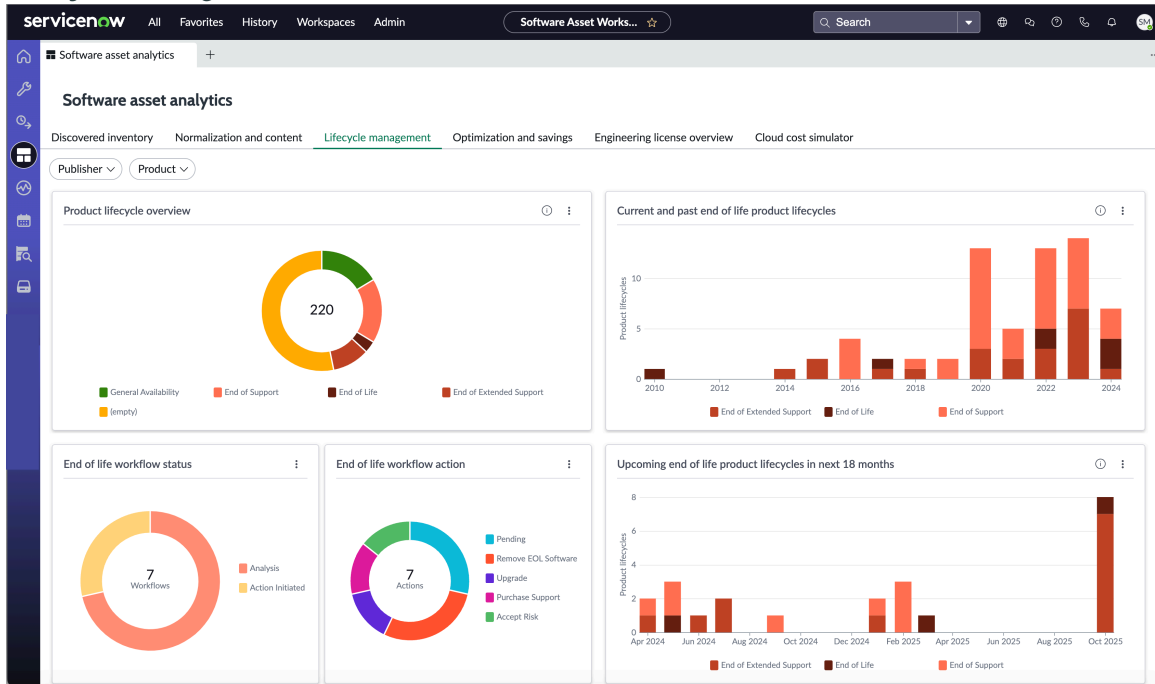 servicenow All Favorites History Workspaces Admin Software Asset Works... Search SM
Software asset analytics
Software asset analytics
Discovered inventory Normalization and content Lifecycle management Optimization and savings Engineering license overview Cloud cost simulator
Publisher Product
Product lifecycle overview
220
General Availability End of Support End of Life End of Extended Support
(empty)
Current and past end of life product lifecycles
Product lifecycles
10
5
0
2010 2012 2014 2016 2018 2020 2022 2024
End of Extended Support End of Life End of Support
End of life workflow status
7
Workflows
Analysis
Action Initiated
End of life workflow action
7
Actions
Pending
Remove EOL Software
Upgrade
Purchase Support
Accept Risk
Upcoming end of life product lifecycles in next 18 months
Product lifecycles
8
6
4
2
0
Apr 2024 Jun 2024 Aug 2024 Oct 2024 Dec 2024 Feb 2025 Apr 2025 Jun 2025 Aug 2025 Oct 2025
End of Extended Support End of Life End of Support